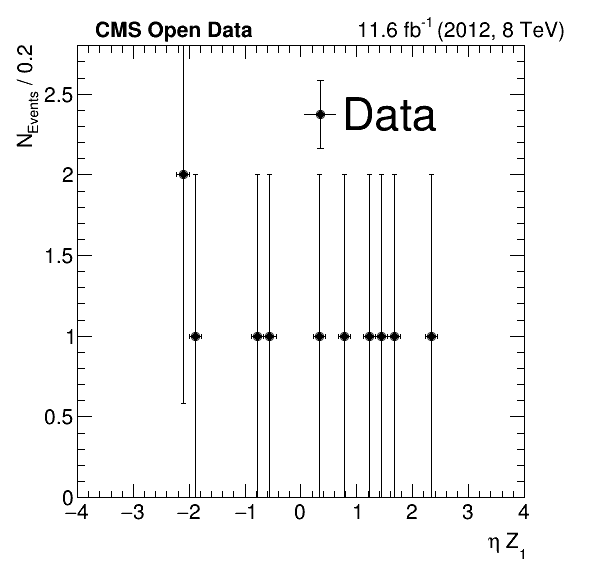 CMS Open Data 11.6 fb⁻¹ (2012, 8 TeV)
N_Events / 0.2
Data
2.5
2
1.5
1
0.5
0
−4 −3 −2 −1 0 1 2 3 4
η Z₁